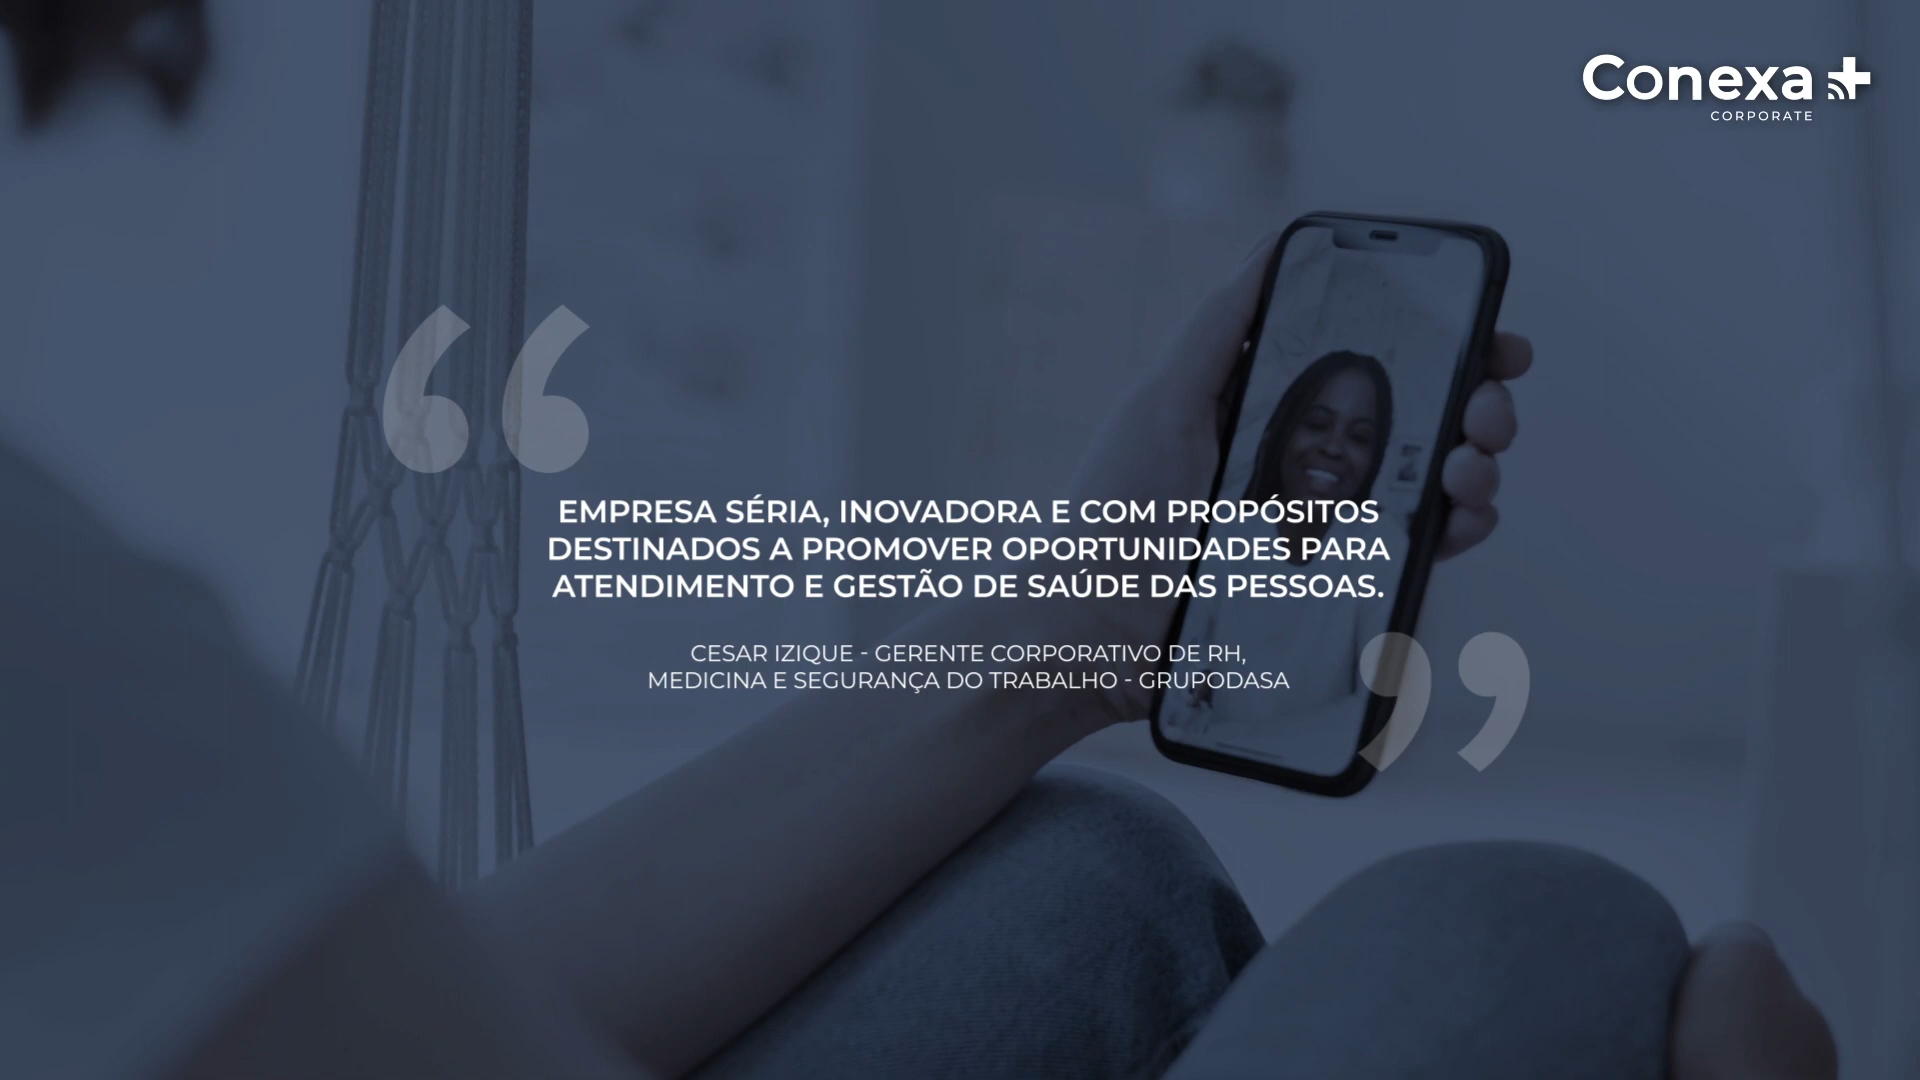 Conexa
CORPORATE
“
EMPRESA SÉRIA, INOVADORA E COM PROPÓSITOS
DESTINADOS A PROMOVER OPORTUNIDADES PARA
ATENDIMENTO E GESTÃO DE SAÚDE DAS PESSOAS.
CESAR IZIQUE - GERENTE CORPORATIVO DE RH,
MEDICINA E SEGURANÇA DO TRABALHO - GRUPODASA
”